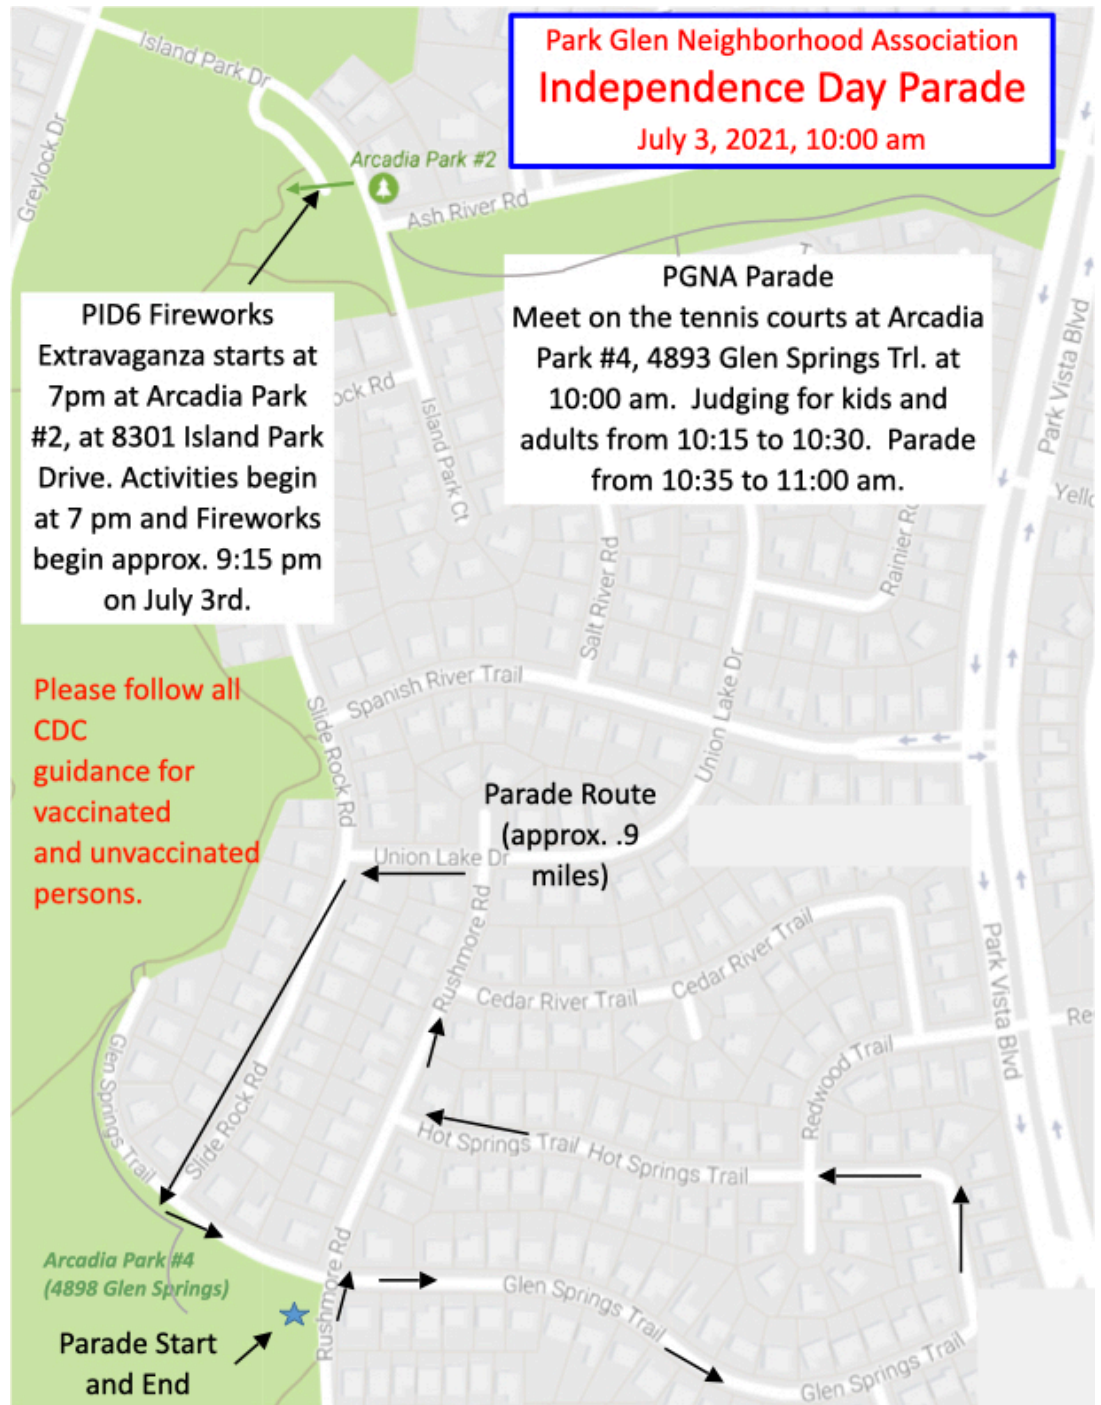 Park Glen Neighborhood Association
Independence Day Parade
July 3, 2021, 10:00 am
Island Park Dr
Greylock Dr
Arcadia Park #2
Ash River Rd
PGNA Parade
Meet on the tennis courts at Arcadia
Park #4, 4893 Glen Springs Trl. at
10:00 am. Judging for kids and
adults from 10:15 to 10:30. Parade
from 10:35 to 11:00 am.
PID6 Fireworks
Extravaganza starts at
7pm at Arcadia Park
#2, at 8301 Island Park
Drive. Activities begin
at 7 pm and Fireworks
begin approx. 9:15 pm
on July 3rd.
Park Vista Blvd
ock Rd
Island Park Ct
Yello
Rainier Rd
Salt River Rd
Spanish River Trail
Union Lake Dr
Slide Rock Rd
Please follow all
CDC
guidance for
vaccinated
and unvaccinated
persons.
Parade Route
(approx. .9
miles)
Union Lake Dr
Rushmore Rd
Cedar River Trail
Cedar River Trail
Park Vista Blvd
Re
Redwood Trail
Glen Springs Trail
Slide Rock Rd
Hot Springs Trail
Hot Springs Trail
Arcadia Park #4
(4898 Glen Springs)
Rushmore Rd
Glen Springs Trail
Glen Springs Trail
Parade Start
and End